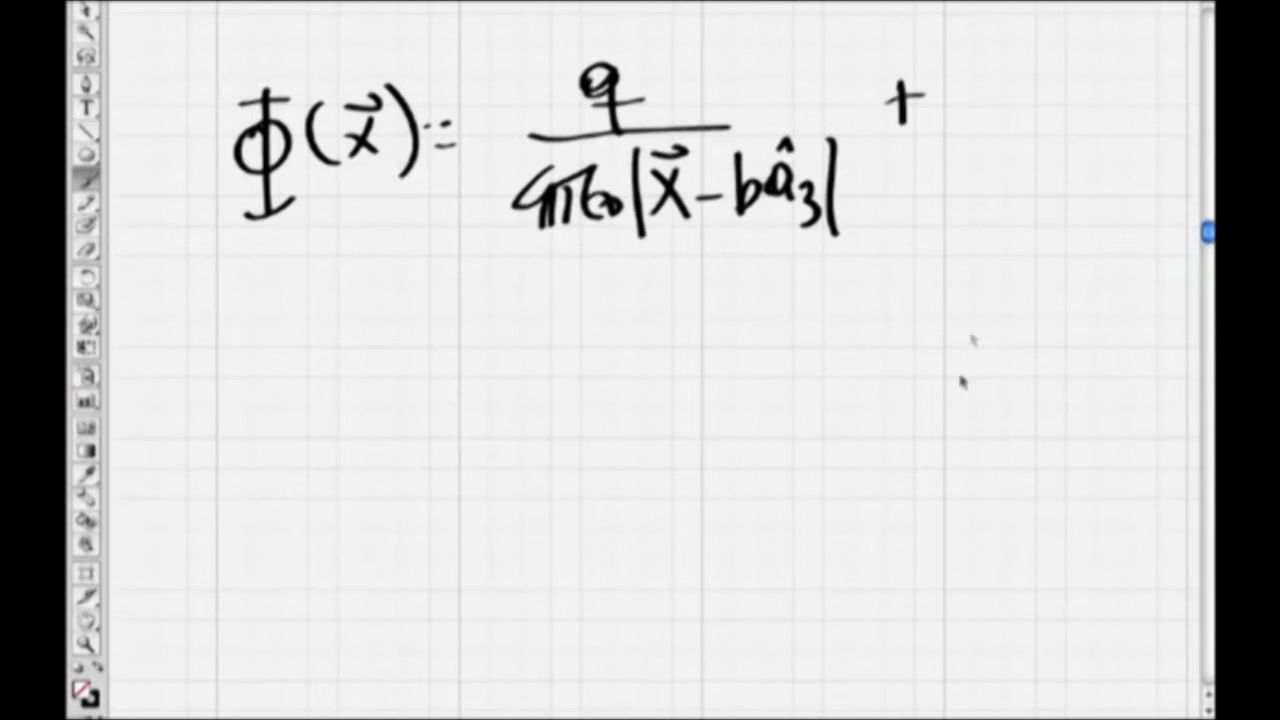 Φ(x⃗) = q / 4πε₀|x⃗ - bâ₃| +